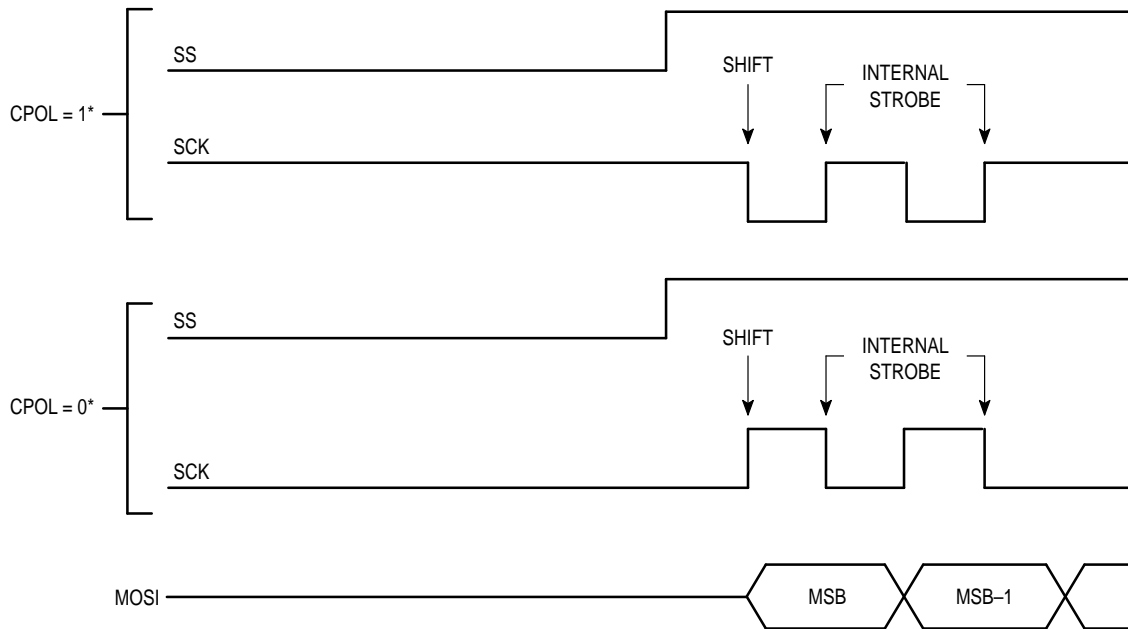 CPOL = 1*
SS
SHIFT
INTERNAL
STROBE
SCK
CPOL = 0*
SS
SHIFT
INTERNAL
STROBE
SCK
MOSI
MSB
MSB–1